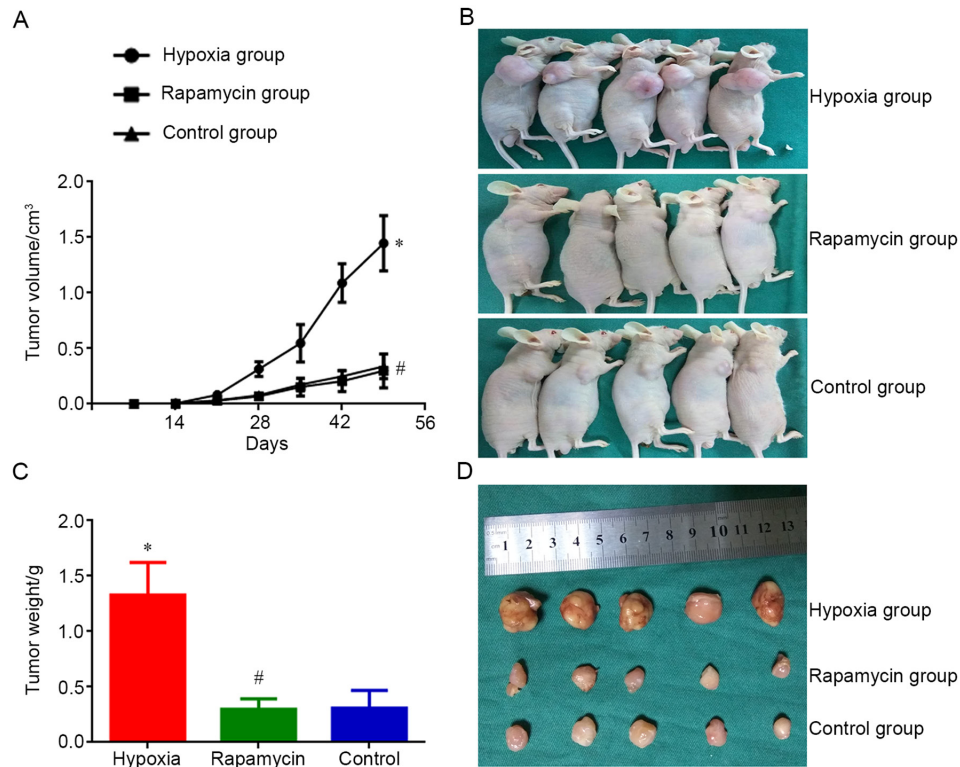 A
Hypoxia group
Rapamycin group
Control group
2.0
1.5
1.0
0.5
0.0
Tumor volume/cm³
*
#
14 28 42 56
Days
B
Hypoxia group
Rapamycin group
Control group
C
2.0
1.5
1.0
0.5
0.0
Tumor weight/g
*
#
Hypoxia Rapamycin Control
D
1 2 3 4 5 6 7 8 9 10 11 12 13
cm
Hypoxia group
Rapamycin group
Control group